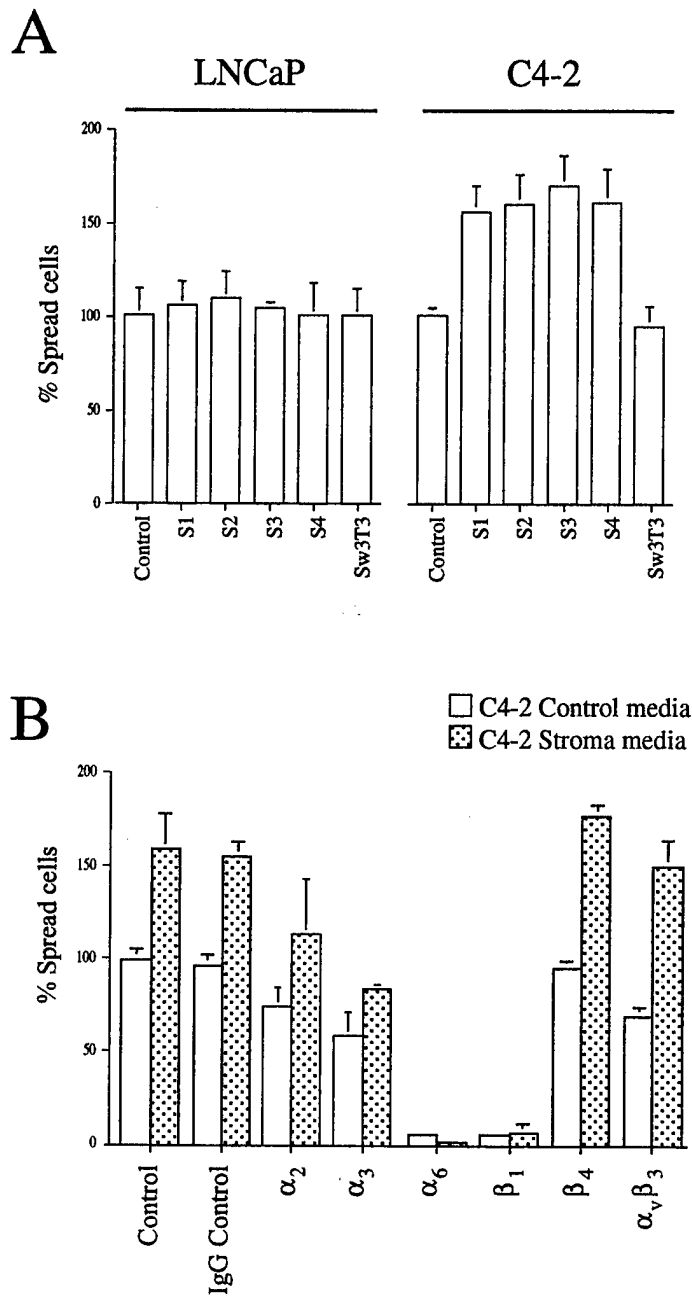 A
LNCaP
C4-2
% Spread cells
200
150
100
50
0
Control
S1
S2
S3
S4
Sw3T3
Control
S1
S2
S3
S4
Sw3T3
B
C4-2 Control media
C4-2 Stroma media
% Spread cells
200
150
100
50
0
Control
IgG Control
α₂
α₃
α₆
β₁
β₄
αᵥβ₃